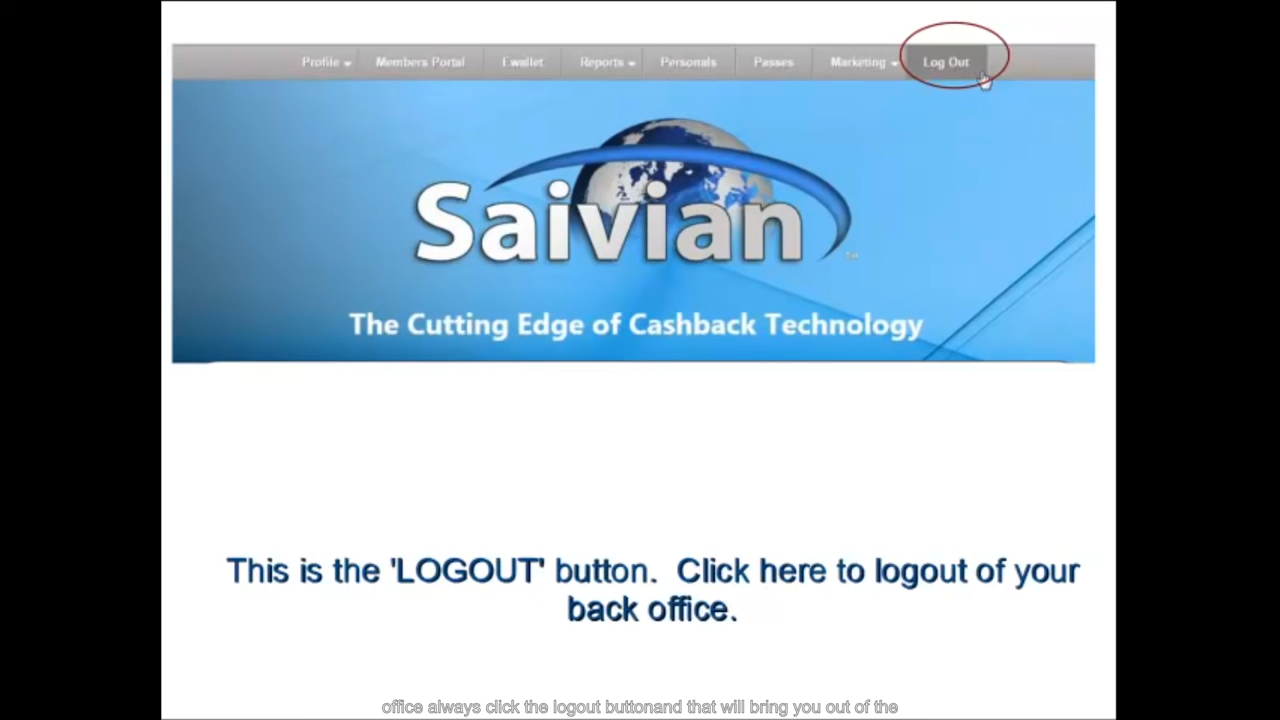 Profile Members Portal Ewallet Reports Personals Passes Marketing Log Out
Saivian
TM
The Cutting Edge of Cashback Technology
This is the 'LOGOUT' button. Click here to logout of your
back office.
office always click the logout buttonand that will bring you out of the